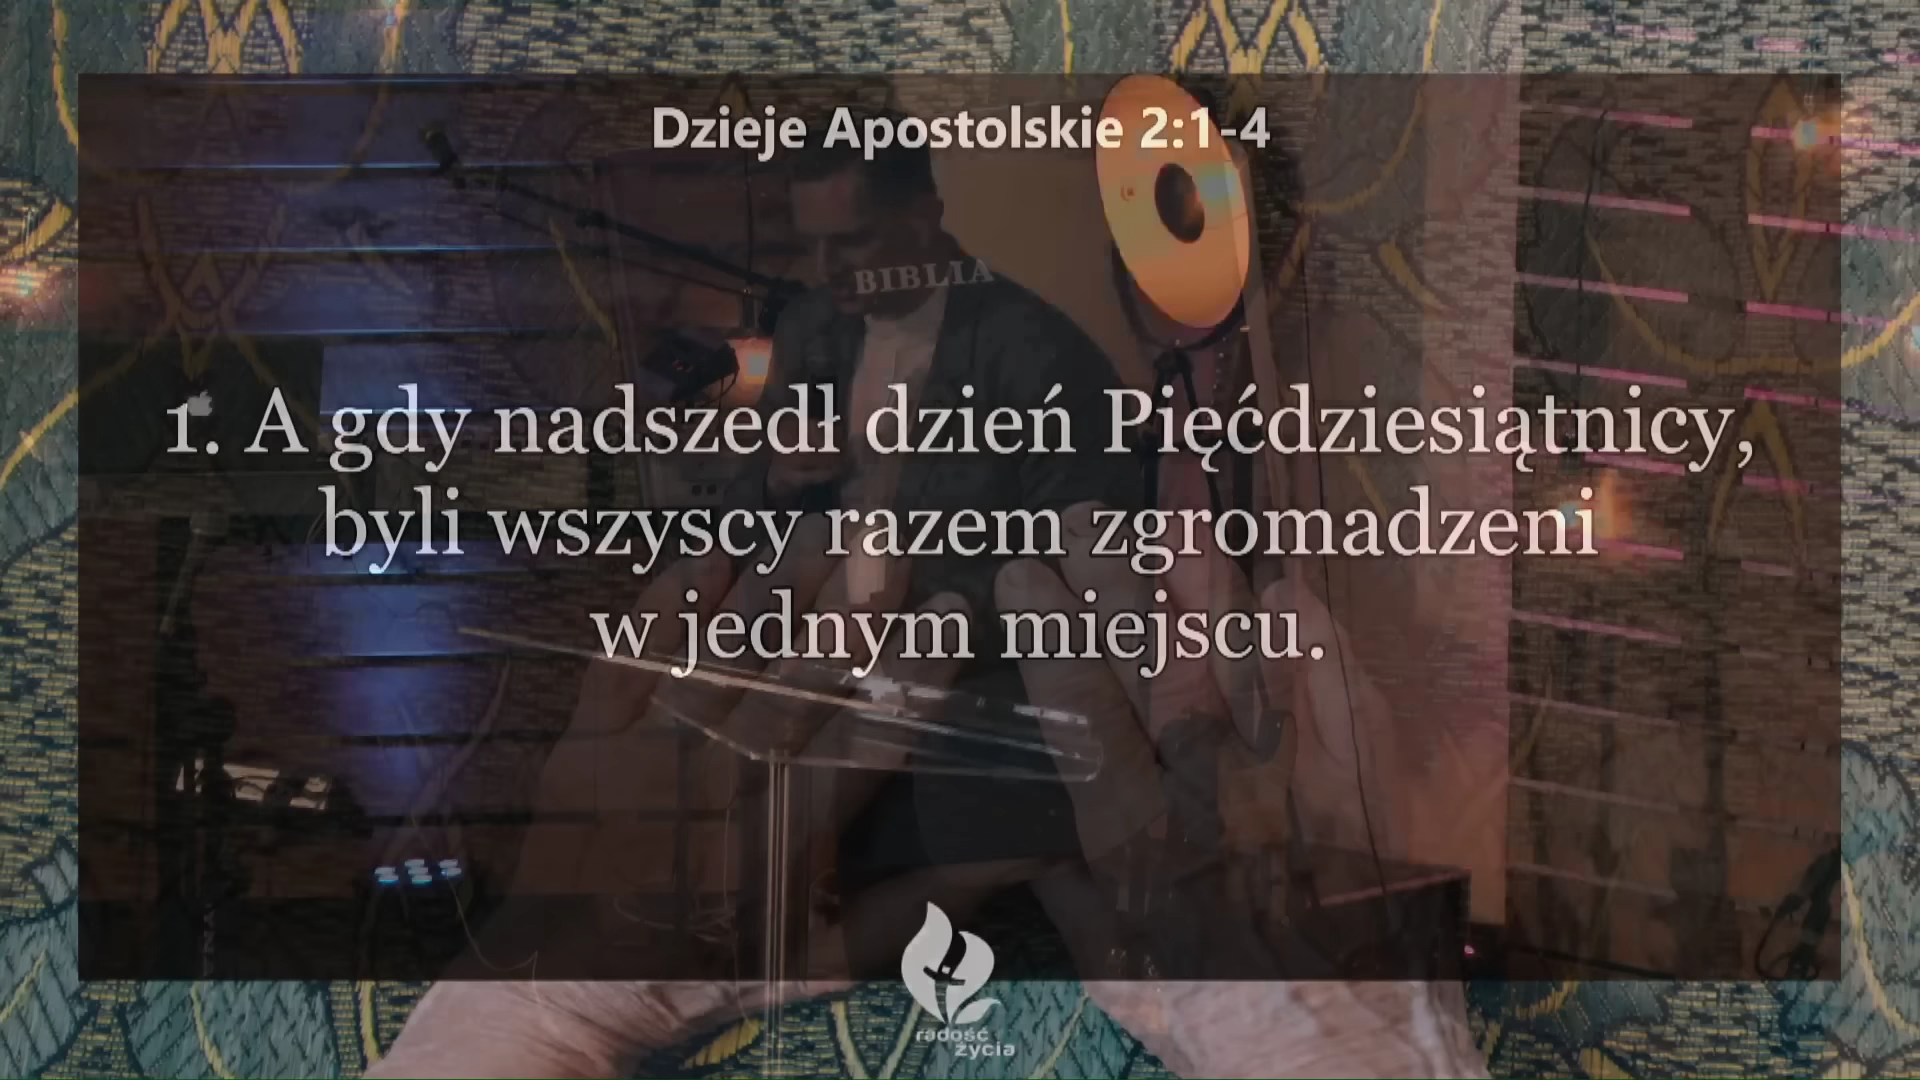 Dzieje Apostolskie 2:1-4
BIBLIA
1. A gdy nadszedł dzień Pięćdziesiątnicy,
byli wszyscy razem zgromadzeni
w jednym miejscu.
radość
życia